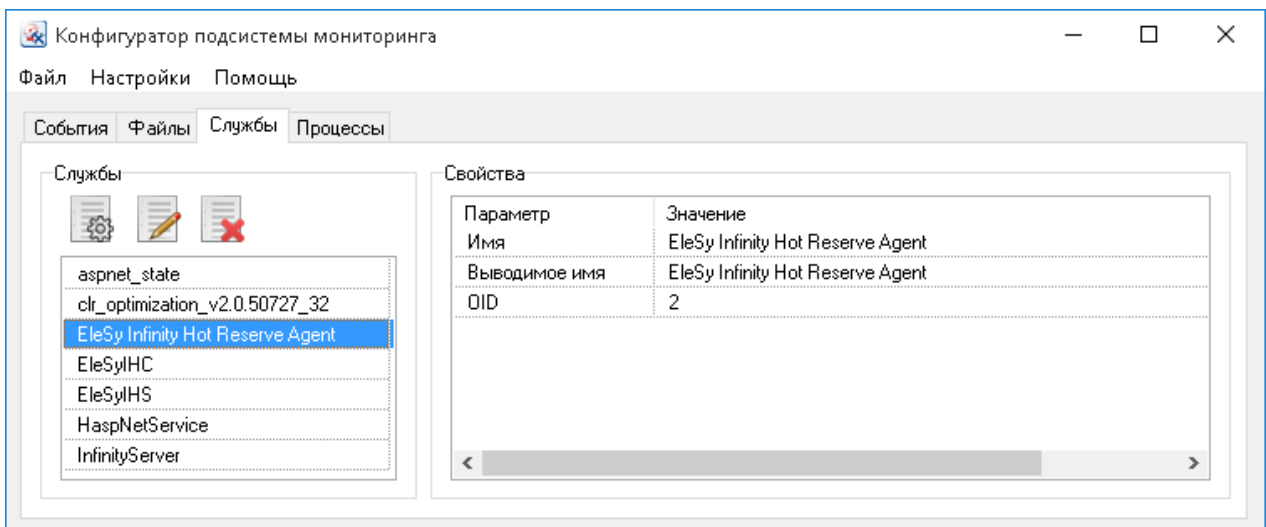 Конфигуратор подсистемы мониторинга
Файл Настройки Помощь
События Файлы Службы Процессы
Службы
aspnet_state
clr_optimization_v2.0.50727_32
EleSy Infinity Hot Reserve Agent
EleSyIHC
EleSyIHS
HaspNetService
InfinityServer
Свойства
Параметр Значение
Имя EleSy Infinity Hot Reserve Agent
Выводимое имя EleSy Infinity Hot Reserve Agent
OID 2